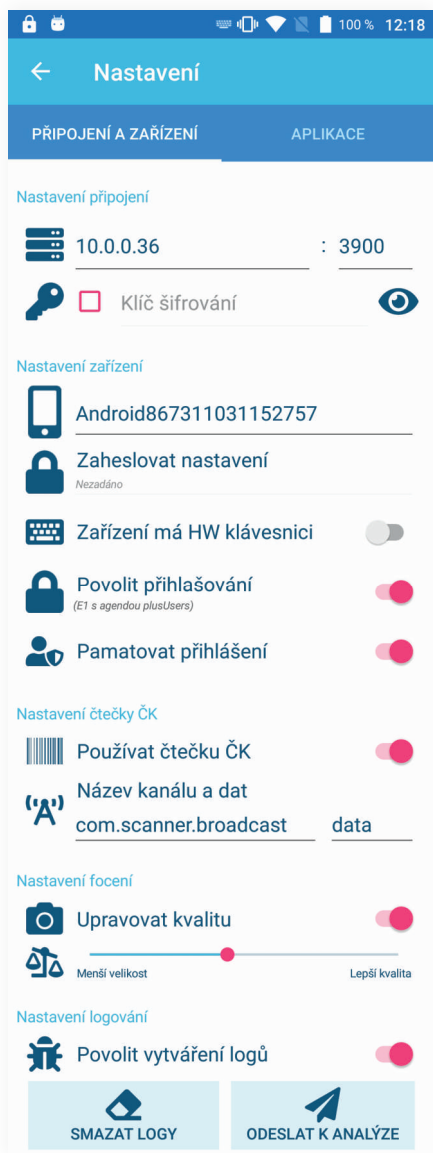 100 % 12:18
Nastavení
PŘIPOJENÍ A ZAŘÍZENÍ APLIKACE
Nastavení připojení
10.0.0.36 : 3900
Klíč šifrování
Nastavení zařízení
Android867311031152757
Zaheslovat nastavení
Nezadáno
Zařízení má HW klávesnici
Povolit přihlašování
(E1 s agendou plusUsers)
Pamatovat přihlášení
Nastavení čtečky ČK
Používat čtečku ČK
Název kanálu a dat
com.scanner.broadcast data
Nastavení focení
Upravovat kvalitu
Menší velikost Lepší kvalita
Nastavení logování
Povolit vytváření logů
SMAZAT LOGY ODESLAT K ANALÝZE